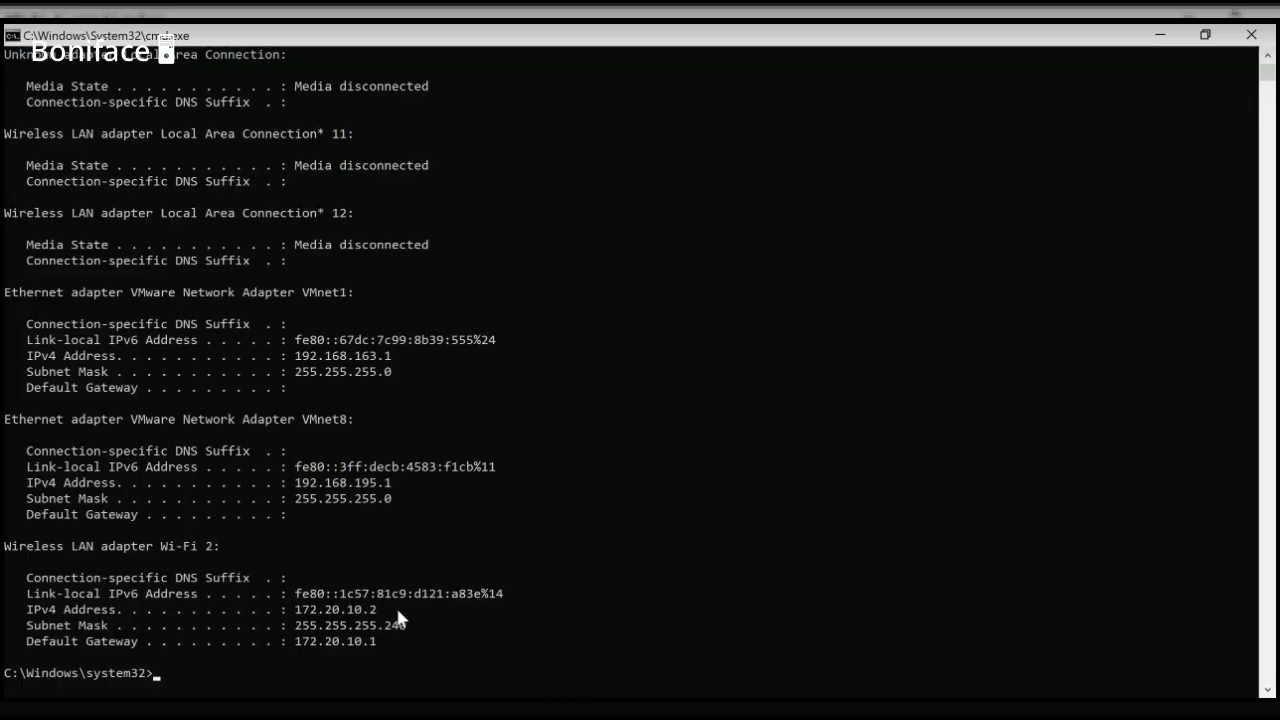 C:\Windows\System32\cmd.exe
Boniface
Area Connection:
Media State . . . . . . . . . . . : Media disconnected
Connection-specific DNS Suffix . :
Wireless LAN adapter Local Area Connection* 11:
Media State . . . . . . . . . . . : Media disconnected
Connection-specific DNS Suffix . :
Wireless LAN adapter Local Area Connection* 12:
Media State . . . . . . . . . . . : Media disconnected
Connection-specific DNS Suffix . :
Ethernet adapter VMware Network Adapter VMnet1:
Connection-specific DNS Suffix . :
Link-local IPv6 Address . . . . . : fe80::67dc:7c99:8b39:555%24
IPv4 Address. . . . . . . . . . . : 192.168.163.1
Subnet Mask . . . . . . . . . . . : 255.255.255.0
Default Gateway . . . . . . . . . :
Ethernet adapter VMware Network Adapter VMnet8:
Connection-specific DNS Suffix . :
Link-local IPv6 Address . . . . . : fe80::3ff:decb:4583:f1cb%11
IPv4 Address. . . . . . . . . . . : 192.168.195.1
Subnet Mask . . . . . . . . . . . : 255.255.255.0
Default Gateway . . . . . . . . . :
Wireless LAN adapter Wi-Fi 2:
Connection-specific DNS Suffix . :
Link-local IPv6 Address . . . . . : fe80::1c57:81c9:d121:a83e%14
IPv4 Address. . . . . . . . . . . : 172.20.10.2
Subnet Mask . . . . . . . . . . . : 255.255.255.240
Default Gateway . . . . . . . . . : 172.20.10.1
C:\Windows\system32>